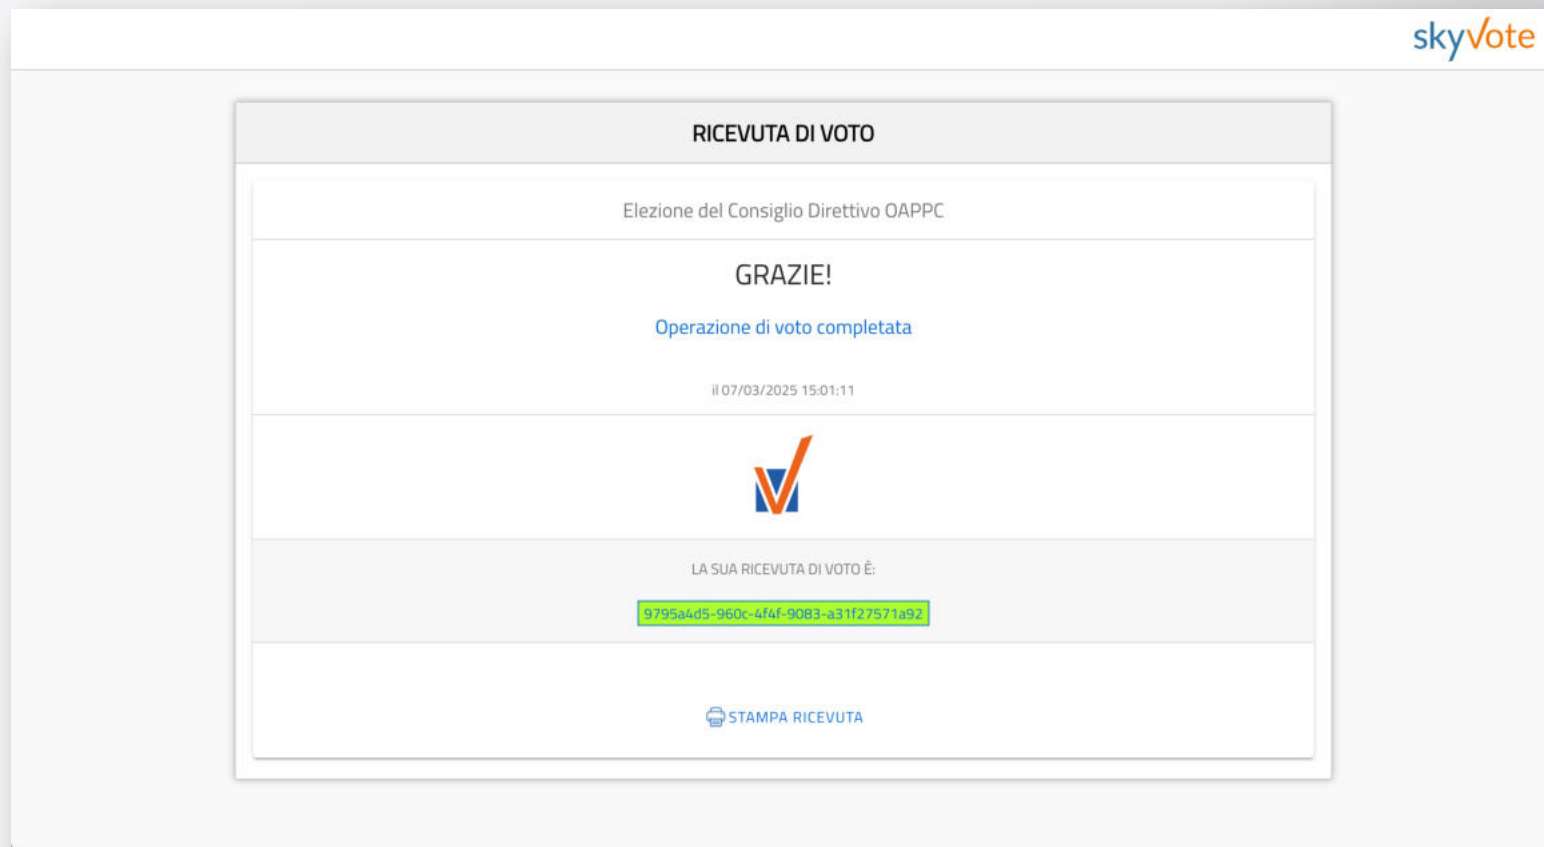 skyvote
RICEVUTA DI VOTO
Elezione del Consiglio Direttivo OAPPC
GRAZIE!
Operazione di voto completata
il 07/03/2025 15:01:11
LA SUA RICEVUTA DI VOTO È:
9795a4d5-960c-4f4f-9083-a31f27571a92
STAMPA RICEVUTA